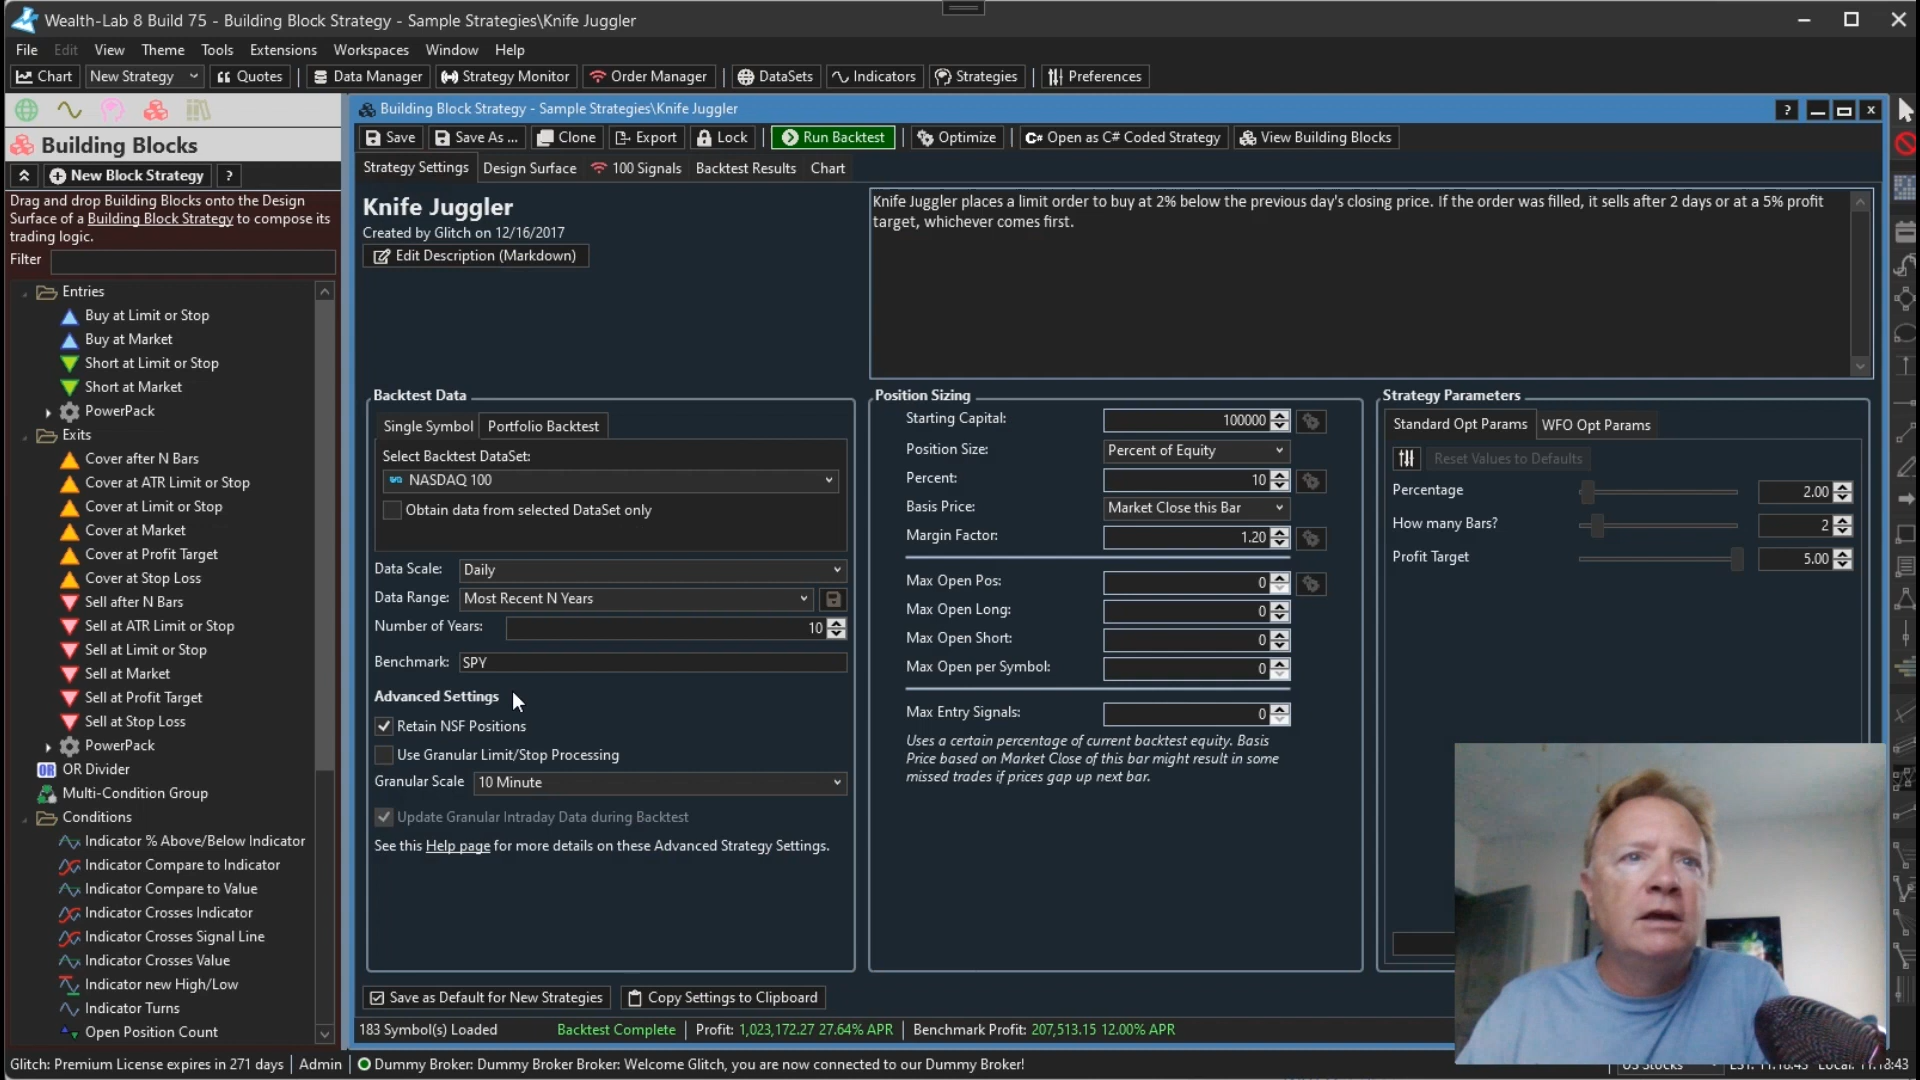 Wealth-Lab 8 Build 75 - Building Block Strategy - Sample Strategies\Knife Juggler
File Edit View Theme Tools Extensions Workspaces Window Help
Chart New Strategy Quotes Data Manager Strategy Monitor Order Manager DataSets Indicators Strategies Preferences
Building Blocks
New Block Strategy ?
Drag and drop Building Blocks onto the Design
Surface of a Building Block Strategy to compose its
trading logic.
Filter
Entries
Buy at Limit or Stop
Buy at Market
Short at Limit or Stop
Short at Market
PowerPack
Exits
Cover after N Bars
Cover at ATR Limit or Stop
Cover at Limit or Stop
Cover at Market
Cover at Profit Target
Cover at Stop Loss
Sell after N Bars
Sell at ATR Limit or Stop
Sell at Limit or Stop
Sell at Market
Sell at Profit Target
Sell at Stop Loss
PowerPack
OR OR Divider
Multi-Condition Group
Conditions
Indicator % Above/Below Indicator
Indicator Compare to Indicator
Indicator Compare to Value
Indicator Crosses Indicator
Indicator Crosses Signal Line
Indicator Crosses Value
Indicator new High/Low
Indicator Turns
Open Position Count
Building Block Strategy - Sample Strategies\Knife Juggler ?
Save Save As ... Clone Export Lock Run Backtest Optimize C# Open as C# Coded Strategy View Building Blocks
Strategy Settings Design Surface 100 Signals Backtest Results Chart
Knife Juggler
Created by Glitch on 12/16/2017
Edit Description (Markdown)
Knife Juggler places a limit order to buy at 2% below the previous day's closing price. If the order was filled, it sells after 2 days or at a 5% profit
target, whichever comes first.
Backtest Data
Single Symbol Portfolio Backtest
Select Backtest DataSet:
NASDAQ 100
Obtain data from selected DataSet only
Data Scale: Daily
Data Range: Most Recent N Years
Number of Years: 10
Benchmark: SPY
Advanced Settings
Retain NSF Positions
Use Granular Limit/Stop Processing
Granular Scale 10 Minute
Update Granular Intraday Data during Backtest
See this Help page for more details on these Advanced Strategy Settings.
Position Sizing
Starting Capital: 100000
Position Size: Percent of Equity
Percent: 10
Basis Price: Market Close this Bar
Margin Factor: 1.20
Max Open Pos: 0
Max Open Long: 0
Max Open Short: 0
Max Open per Symbol: 0
Max Entry Signals: 0
Uses a certain percentage of current backtest equity. Basis
Price based on Market Close of this bar might result in some
missed trades if prices gap up next bar.
Strategy Parameters
Standard Opt Params WFO Opt Params
Reset Values to Defaults
Percentage 2.00
How many Bars? 2
Profit Target 5.00
Save as Default for New Strategies Copy Settings to Clipboard
183 Symbol(s) Loaded Backtest Complete Profit: 1,023,172.27 27.64% APR Benchmark Profit: 207,513.15 12.00% APR
Glitch: Premium License expires in 271 days Admin Dummy Broker: Dummy Broker Broker: Welcome Glitch, you are now connected to our Dummy Broker!